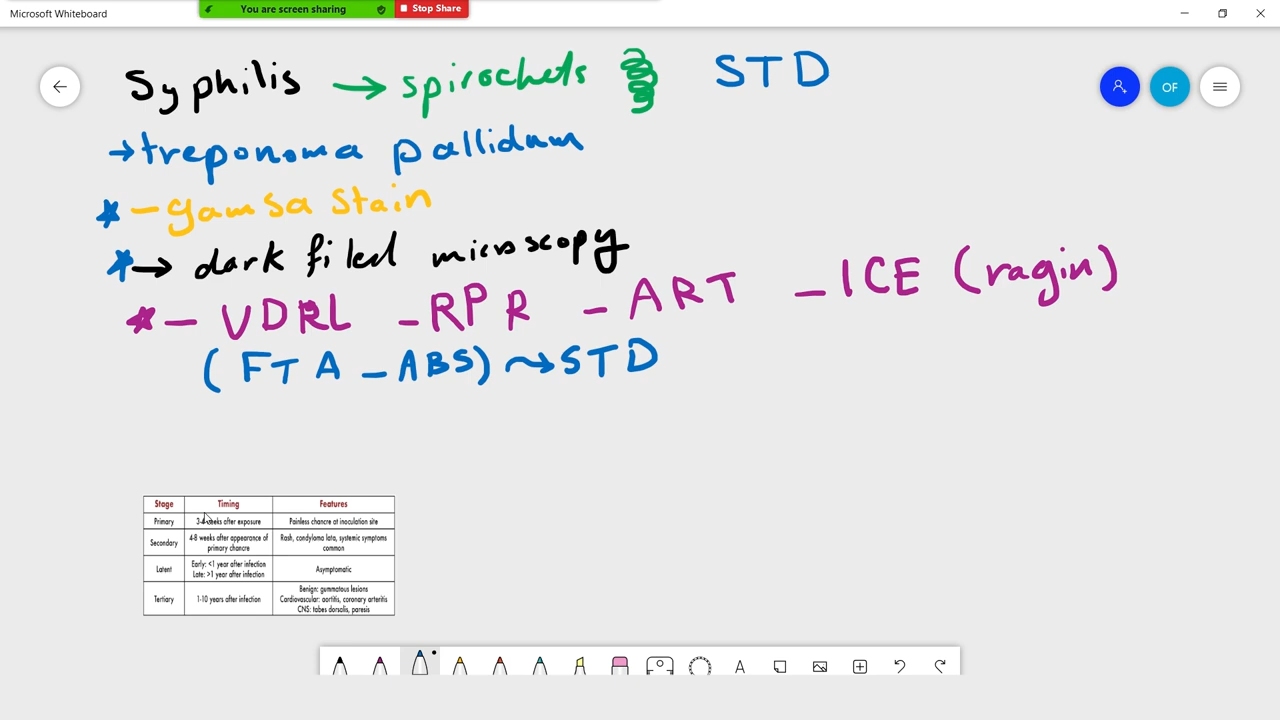 Microsoft Whiteboard
You are screen sharing
Stop Share
Syphilis → spirochets STD
OF
→ treponoma pallidum
- gamsa stain
→ dark filed microscopy
- VDRL - RPR - ART - ICE (ragin)
(FTA - ABS) → STD
Stage Timing Features
Primary 3-4 weeks after exposure Painless chancre at inoculation site
Secondary 4-8 weeks after appearance of primary chancre Rash, condyloma lata, systemic symptoms common
Latent Early: <1 year after infection Late: >1 year after infection Asymptomatic
Tertiary 1-10 years after infection Benign: gummatous lesions Cardiovascular: aortitis, coronary arteritis CNS: tabes dorsalis, paresis
A